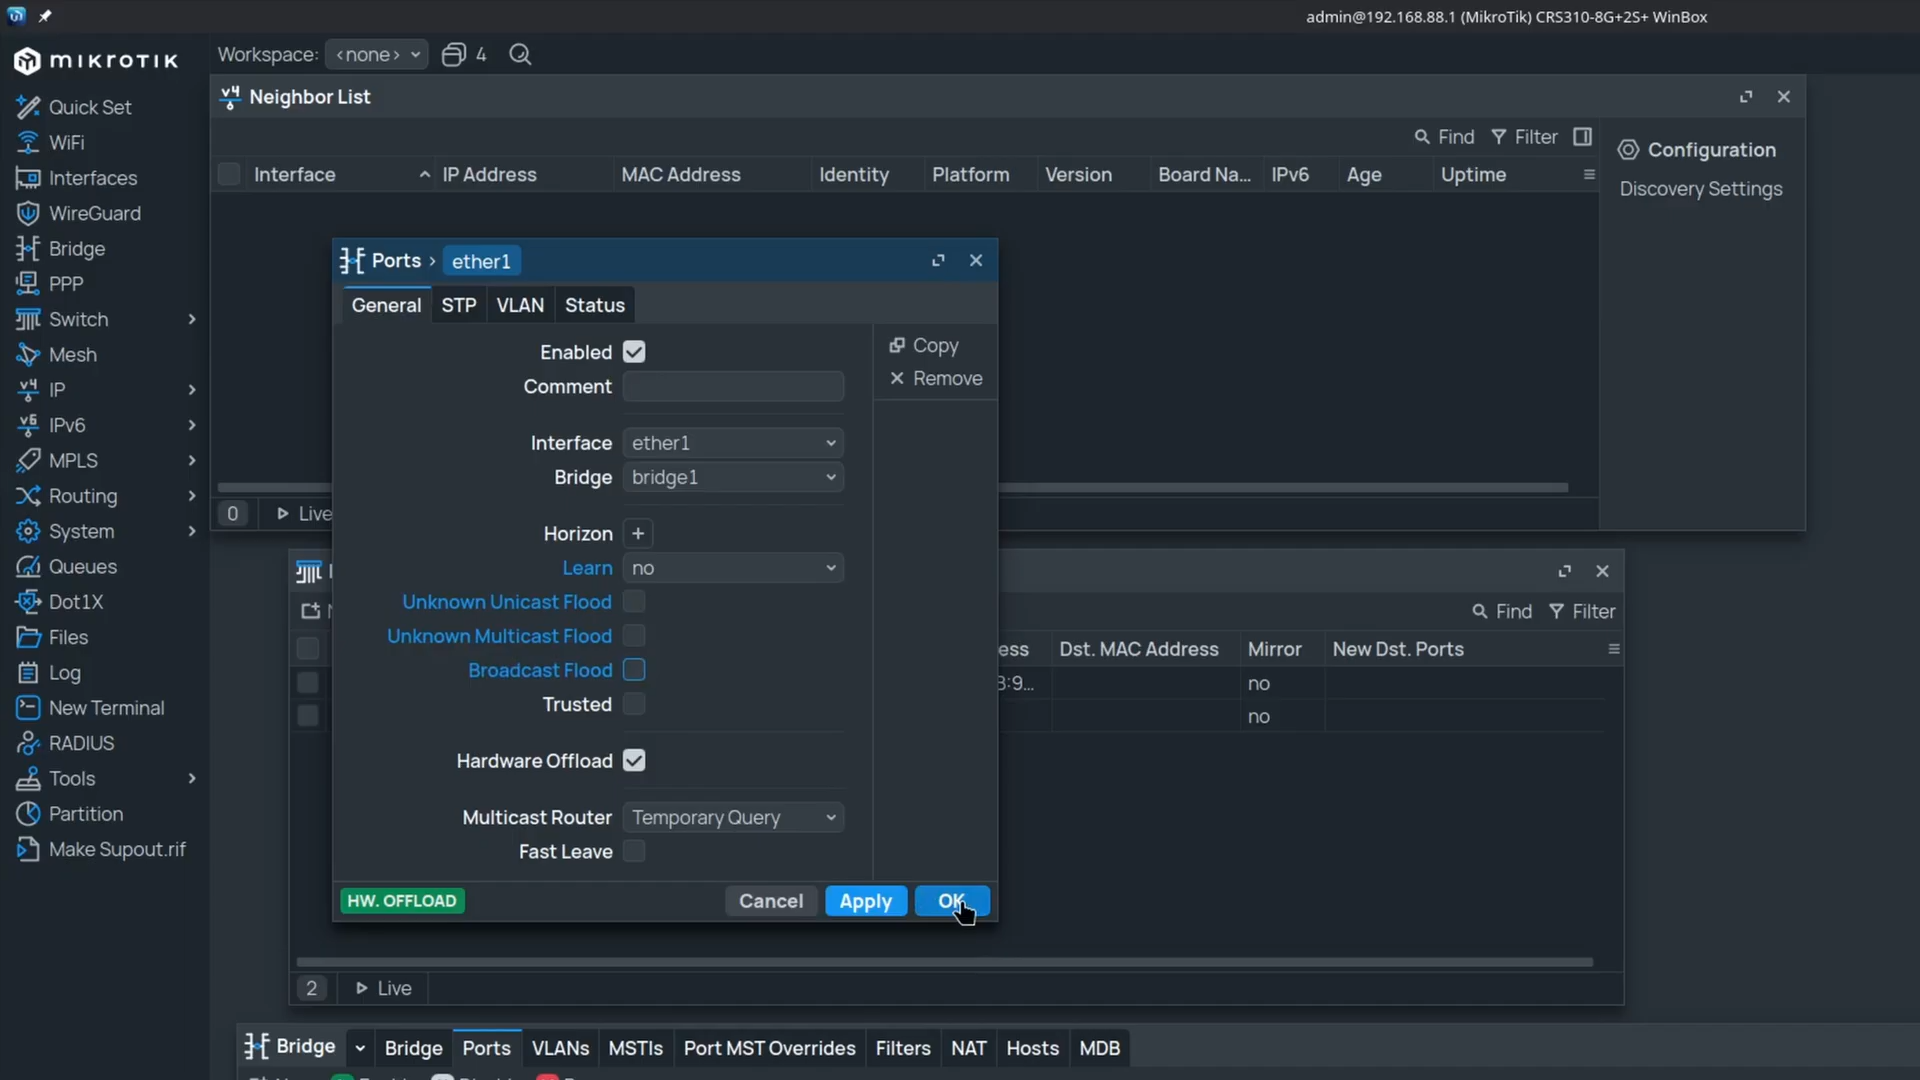 admin@192.168.88.1 (MikroTik) CRS310-8G+2S+ WinBox
MikroTik
Workspace: <none> 4
Quick Set
WiFi
Interfaces
WireGuard
Bridge
PPP
Switch
Mesh
IP
IPv6
MPLS
Routing
System
Queues
Dot1X
Files
Log
New Terminal
RADIUS
Tools
Partition
Make Supout.rif
Neighbor List
Find Filter
Interface IP Address MAC Address Identity Platform Version Board Na... IPv6 Age Uptime
0 Live
Configuration
Discovery Settings
Ports › ether1
General STP VLAN Status
Enabled
Comment
Interface ether1
Bridge bridge1
Horizon +
Learn no
Unknown Unicast Flood
Unknown Multicast Flood
Broadcast Flood
Trusted
Hardware Offload
Multicast Router Temporary Query
Fast Leave
Copy
Remove
HW. OFFLOAD Cancel Apply OK
Find Filter
ess Dst. MAC Address Mirror New Dst. Ports
3:9... no
no
2 Live
Bridge Bridge Ports VLANs MSTIs Port MST Overrides Filters NAT Hosts MDB